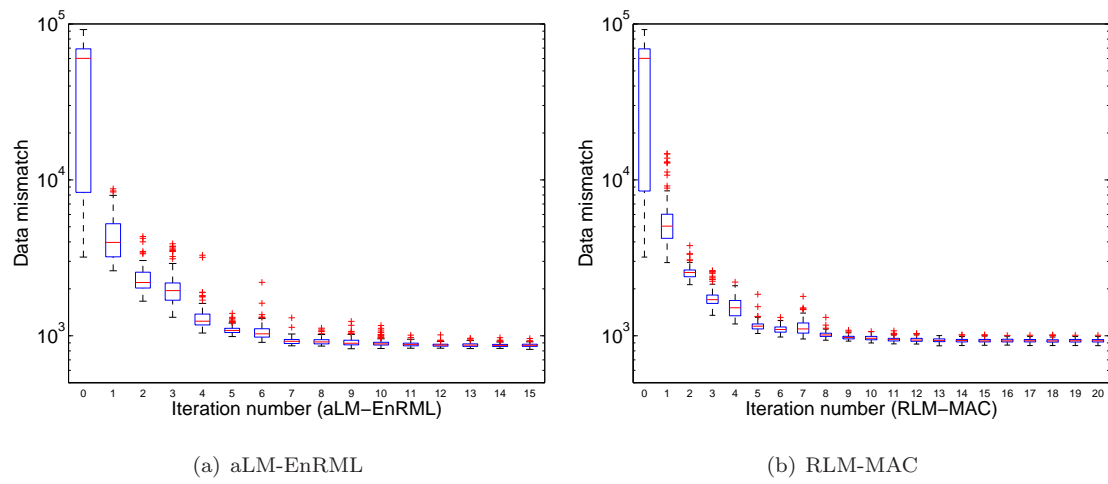 10^5
10^4
10^3
Data mismatch
0 1 2 3 4 5 6 7 8 9 10 11 12 13 14 15
Iteration number (aLM−EnRML)
(a) aLM-EnRML
10^5
10^4
10^3
Data mismatch
0 1 2 3 4 5 6 7 8 9 10 11 12 13 14 15 16 17 18 19 20
Iteration number (RLM−MAC)
(b) RLM-MAC